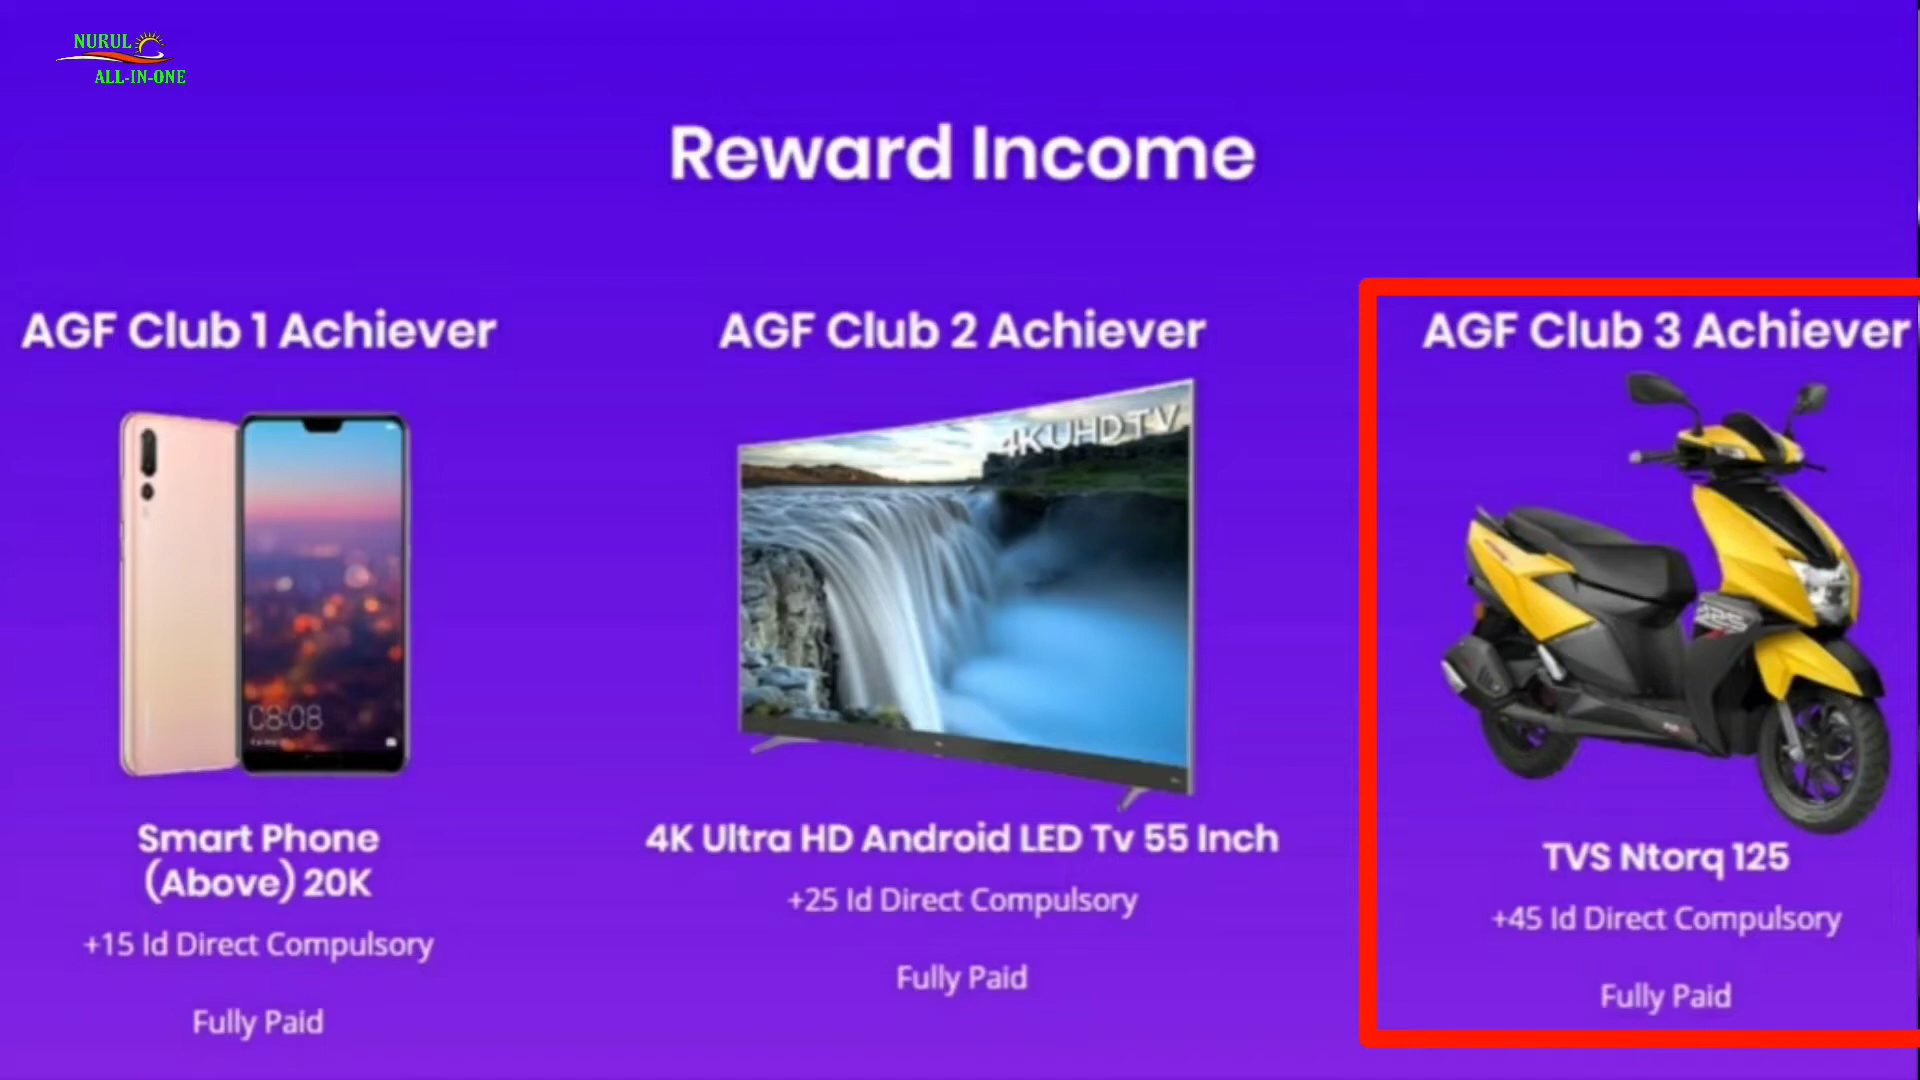 NURUL
ALL-IN-ONE
Reward Income
AGF Club 1 Achiever
08:08
Smart Phone
(Above) 20K
+15 Id Direct Compulsory
Fully Paid
AGF Club 2 Achiever
4K UHD TV
4K Ultra HD Android LED Tv 55 Inch
+25 Id Direct Compulsory
Fully Paid
AGF Club 3 Achiever
TVS Ntorq 125
+45 Id Direct Compulsory
Fully Paid